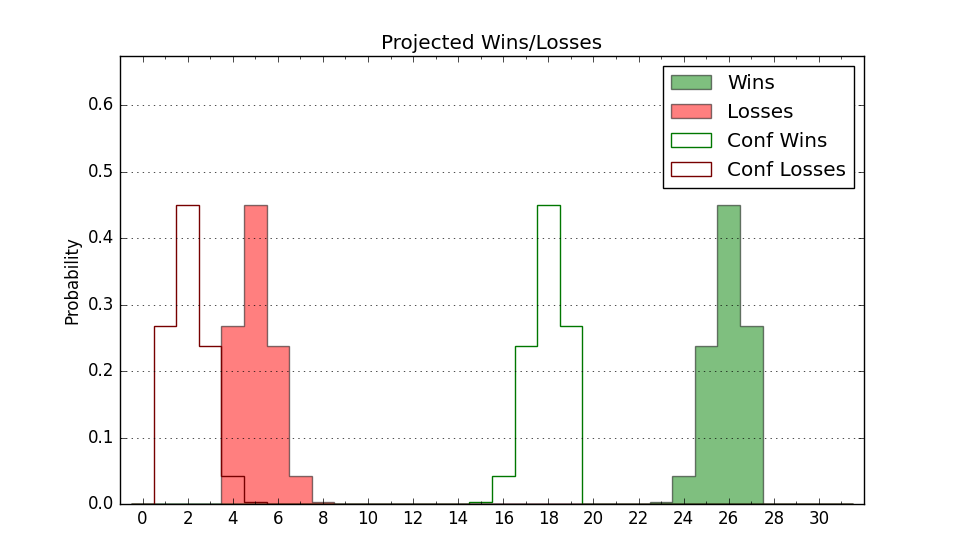 Projected Wins/Losses
Wins
Losses
Conf Wins
Conf Losses
Probability
0.6
0.5
0.4
0.3
0.2
0.1
0.0
0 2 4 6 8 10 12 14 16 18 20 22 24 26 28 30